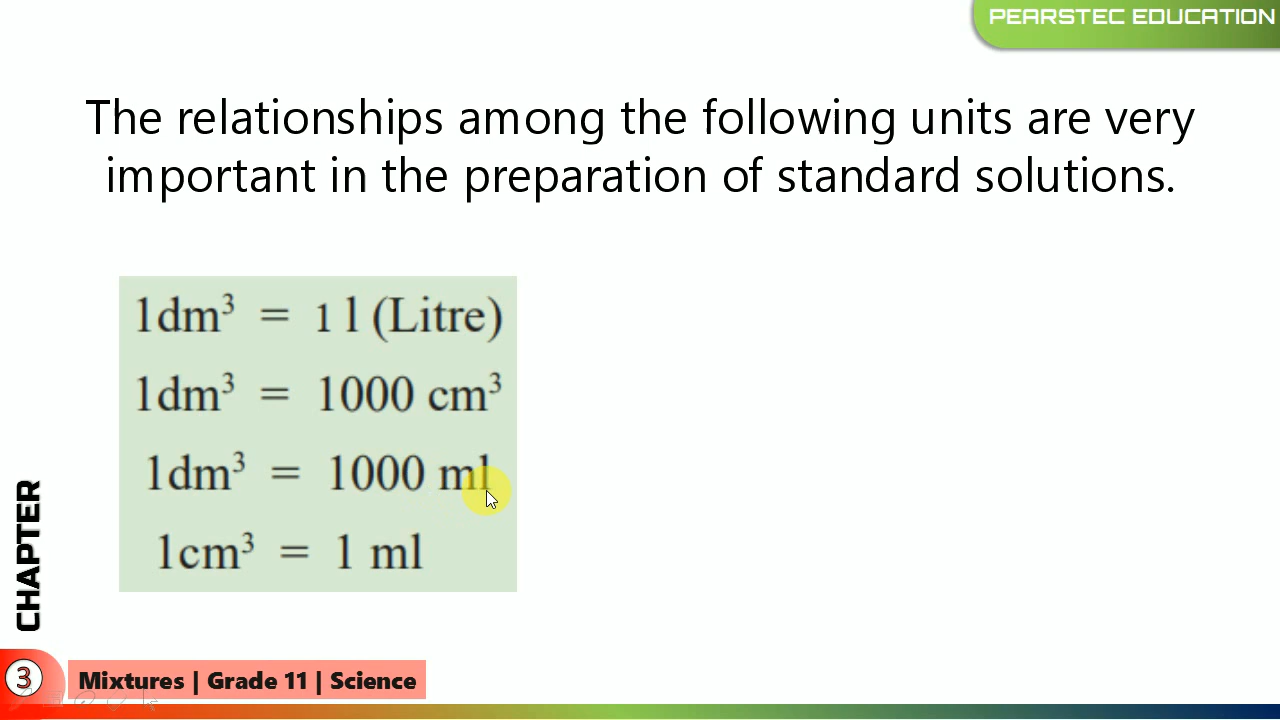 PEARSTEC EDUCATION
The relationships among the following units are very
important in the preparation of standard solutions.
1dm³ = 1 l (Litre)
1dm³ = 1000 cm³
1dm³ = 1000 ml
1cm³ = 1 ml
CHAPTER
3
Mixtures | Grade 11 | Science